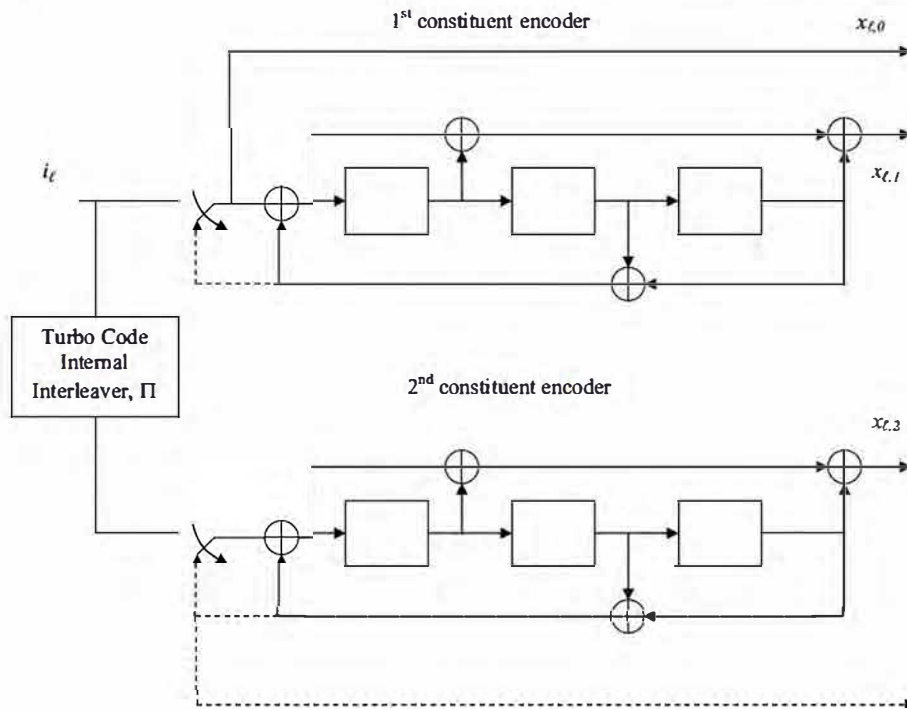 1st constituent encoder
xℓ,0
iℓ
xℓ,1
Turbo Code
Internal
Interleaver, Π
2nd constituent encoder
xℓ,3